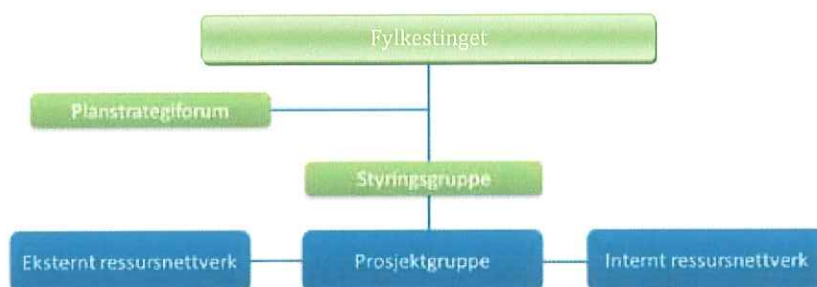 Fylkestinget
Planstrategiforum
Styringsgruppe
Eksternt ressursnettverk
Prosjektgruppe
Internt ressursnettverk